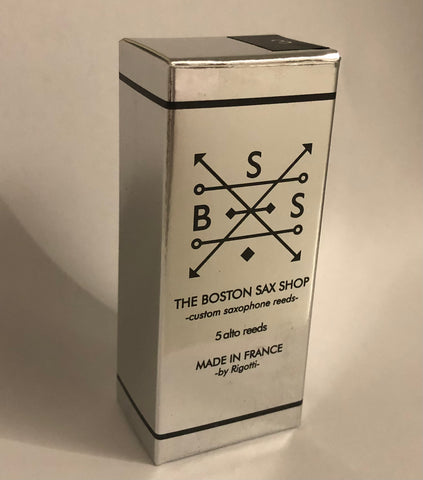 S
B S
THE BOSTON SAX SHOP
-custom saxophone reeds-
5 alto reeds
MADE IN FRANCE
-by Rigotti-